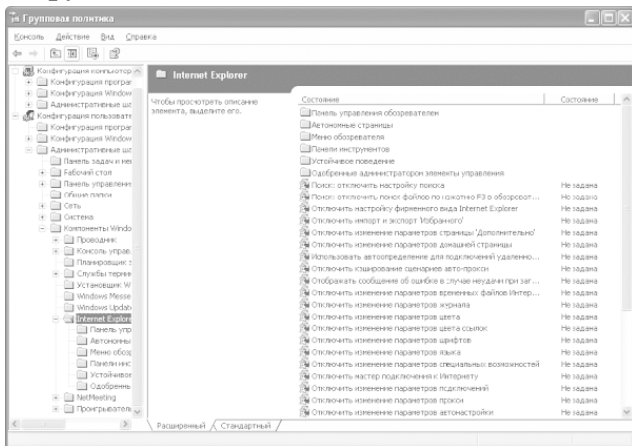 Групповая политика
Консоль Действие Вид Справка
Конфигурация компьютер
Конфигурация програм
Конфигурация Window
Административные ша
Конфигурация пользовате
Конфигурация програм
Конфигурация Window
Административные ша
Панель задач и мен
Рабочий стол
Панель управлени
Общие папки
Сеть
Система
Компоненты Windo
Проводник
Консоль управ.
Планировщик з
Службы терми
Установщик W
Windows Messe
Windows Updat
Internet Explore
Панель упр
Автономны
Меню обоз
Панели инс
Устойчивое
Одобренны
NetMeeting
Проигрывател
Internet Explorer
Чтобы просмотреть описание
элемента, выделите его.
Состояние Состояние
Панель управления обозревателем
Автономные страницы
Меню обозревателя
Панели инструментов
Устойчивое поведение
Одобренные администратором элементы управления
Поиск: отключить настройку поиска Не задана
Поиск: отключить поиск файлов по нажатию F3 в обозреват... Не задана
Отключить настройку фирменного вида Internet Explorer Не задана
Отключить импорт и экспорт 'Избранного' Не задана
Отключить изменение параметров страницы 'Дополнительно' Не задана
Отключить изменение параметров домашней страницы Не задана
Использовать автоопределение для подключений удаленно... Не задана
Отключить кэширование сценариев авто-прокси Не задана
Отображать сообщение об ошибке в случае неудачи при заг... Не задана
Отключить изменение параметров временных файлов Интер... Не задана
Отключить изменение параметров журнала Не задана
Отключить изменение параметров цвета Не задана
Отключить изменение параметров цвета ссылок Не задана
Отключить изменение параметров шрифтов Не задана
Отключить изменение параметров языка Не задана
Отключить изменение параметров специальных возможностей Не задана
Отключить мастер подключения к Интернету Не задана
Отключить изменение параметров подключений Не задана
Отключить изменение параметров прокси Не задана
Отключить изменение параметров автонастройки Не задана
Расширенный Стандартный